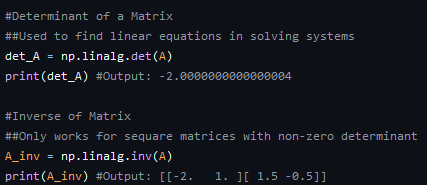 #Determinant of a Matrix
##Used to find linear equations in solving systems
det_A = np.linalg.det(A)
print(det_A) #Output: -2.0000000000000004
#Inverse of Matrix
##Only works for sequare matrices with non-zero determinant
A_inv = np.linalg.inv(A)
print(A_inv) #Output: [[-2.   1. ][ 1.5 -0.5]]